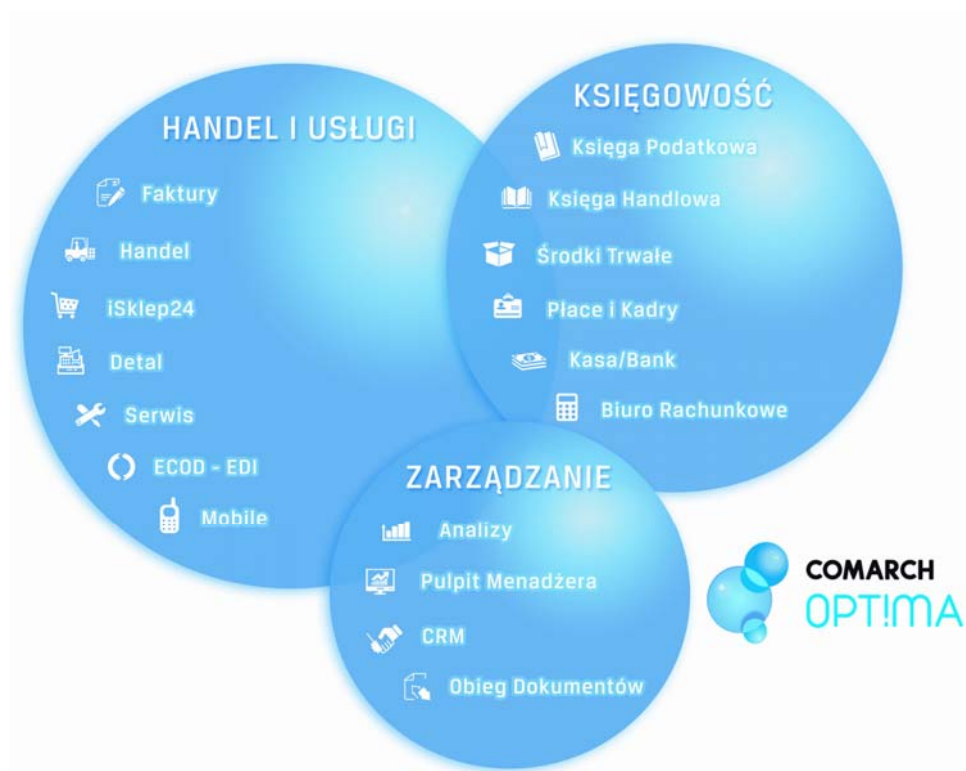 HANDEL I USŁUGI
Faktury
Handel
iSklep24
Detal
Serwis
ECOD - EDI
Mobile
KSIĘGOWOŚĆ
Księga Podatkowa
Księga Handlowa
Środki Trwałe
Płace i Kadry
Kasa/Bank
Biuro Rachunkowe
ZARZĄDZANIE
Analizy
Pulpit Menadżera
CRM
Obieg Dokumentów
COMARCH
OPT!MA